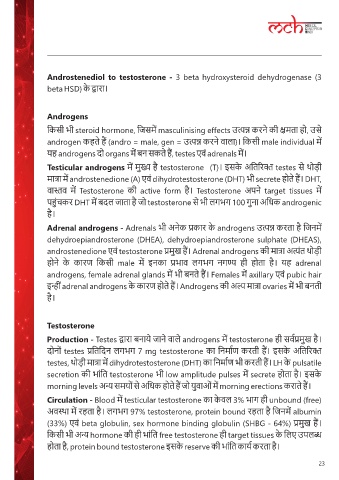 mch
Androstenediol to testosterone - 3 beta hydroxysteroid dehydrogenase (3
beta HSD) के द्वारा।
Androgens
किसी भी steroid hormone, जिसमें masculinising effects उत्पन्न करने की क्षमता हो, उसे
androgen कहते हैं (andro = male, gen = उत्पन्न करने वाला)। किसी male individual में
यह androgens दो organs में बन सकते हैं, testes एवं adrenals में।
Testicular androgens में मुख्य है testosterone (T)। इसके अतिरिक्त testes से थोड़ी
मात्रा में androstenedione (A) एवं dihydrotestosterone (DHT) भी secrete होते हैं। DHT,
वास्तव में Testosterone की active form है। Testosterone अपने target tissues में
पहुंचकर DHT में बदल जाता है जो testosterone से भी लगभग 100 गुना अधिक androgenic
है।
Adrenal androgens - Adrenals भी अनेक प्रकार के androgens उत्पन्न करता है जिनमें
dehydroepiandrosterone (DHEA), dehydroepiandrosterone sulphate (DHEAS),
androstenedione एवं testosterone प्रमुख हैं। Adrenal androgens की मात्रा अत्यंत थोड़ी
होने के कारण किसी male में इनका प्रभाव लगभग नगण्य ही होता है। यह adrenal
androgens, female adrenal glands में भी बनते हैं। Females में axillary एवं pubic hair
इन्हीं adrenal androgens के कारण होते हैं। Androgens की अल्प मात्रा ovaries में भी बनती
है।
Testosterone
Production - Testes द्वारा बनाये जाने वाले androgens में testosterone ही सर्वप्रमुख है।
दोनों testes प्रतिदिन लगभग 7 mg testosterone का निर्माण करती हैं। इसके अतिरिक्त
testes, थोड़ी मात्रा में dihydrotestosterone (DHT) का निर्माण भी करती हैं। LH के pulsatile
secretion की भांति testosterone भी low amplitude pulses में secrete होता है। इसके
morning levels अन्य समयों से अधिक होते हैं जो युवाओं में morning erections कराते हैं।
Circulation - Blood में testicular testosterone का केवल 3% भाग ही unbound (free)
अवस्था में रहता है। लगभग 97% testosterone, protein bound रहता है जिनमें albumin
(33%) एवं beta globulin, sex hormone binding globulin (SHBG - 64%) प्रमुख हैं।
किसी भी अन्य hormone की ही भांति free testosterone ही target tissues के लिए उपलब्ध
होता है, protein bound testosterone इसके reserve की भांति कार्य करता है।
23